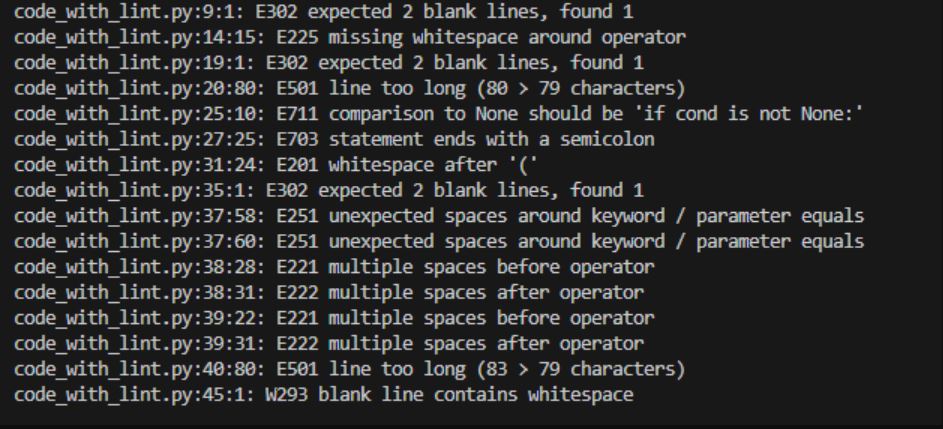 code_with_lint.py:9:1: E302 expected 2 blank lines, found 1
code_with_lint.py:14:15: E225 missing whitespace around operator
code_with_lint.py:19:1: E302 expected 2 blank lines, found 1
code_with_lint.py:20:80: E501 line too long (80 > 79 characters)
code_with_lint.py:25:10: E711 comparison to None should be 'if cond is not None:'
code_with_lint.py:27:25: E703 statement ends with a semicolon
code_with_lint.py:31:24: E201 whitespace after '('
code_with_lint.py:35:1: E302 expected 2 blank lines, found 1
code_with_lint.py:37:58: E251 unexpected spaces around keyword / parameter equals
code_with_lint.py:37:60: E251 unexpected spaces around keyword / parameter equals
code_with_lint.py:38:28: E221 multiple spaces before operator
code_with_lint.py:38:31: E222 multiple spaces after operator
code_with_lint.py:39:22: E221 multiple spaces before operator
code_with_lint.py:39:31: E222 multiple spaces after operator
code_with_lint.py:40:80: E501 line too long (83 > 79 characters)
code_with_lint.py:45:1: W293 blank line contains whitespace